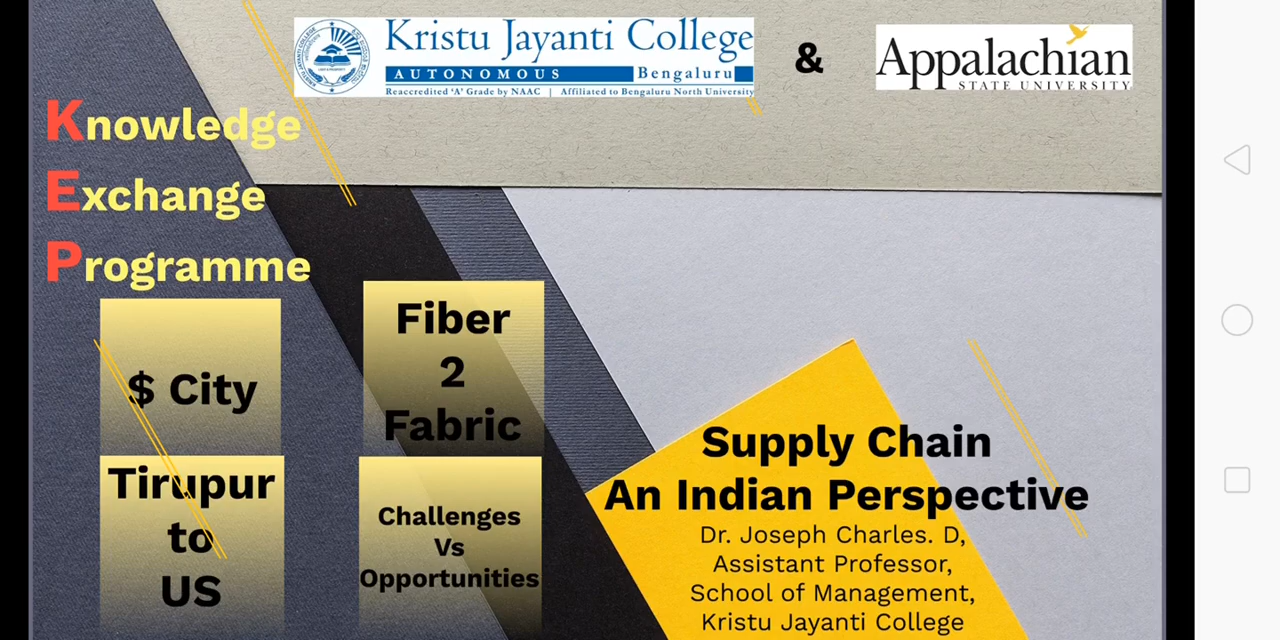 Kristu Jayanti College
AUTONOMOUS Bengaluru
Reaccredited 'A' Grade by NAAC | Affiliated to Bengaluru North University
&
Appalachian
STATE UNIVERSITY
Knowledge
Exchange
Programme
$ City
Fiber
2
Fabric
Tirupur
to
US
Challenges
Vs
Opportunities
Supply Chain
An Indian Perspective
Dr. Joseph Charles. D,
Assistant Professor,
School of Management,
Kristu Jayanti College